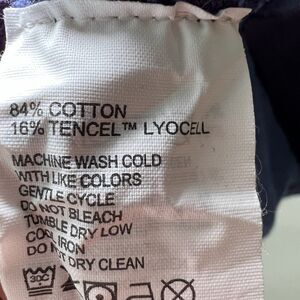 84% COTTON
16% TENCEL™ LYOCELL
MACHINE WASH COLD
WITH LIKE COLORS
GENTLE CYCLE
DO NOT BLEACH
TUMBLE DRY LOW
COOL IRON
DO NOT DRY CLEAN
30C